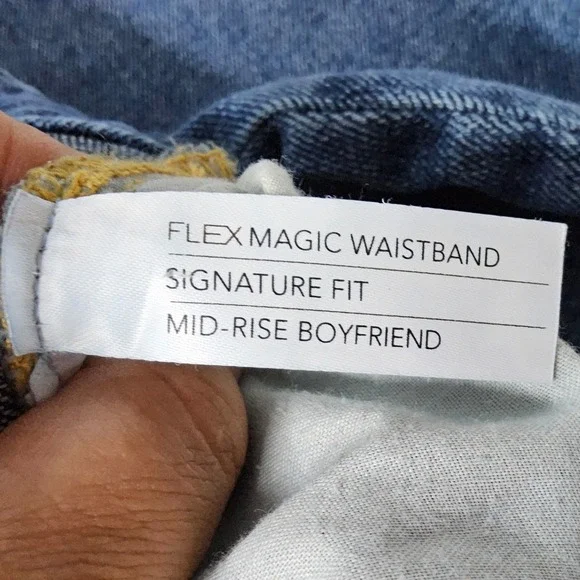 FLEX MAGIC WAISTBAND
SIGNATURE FIT
MID-RISE BOYFRIEND